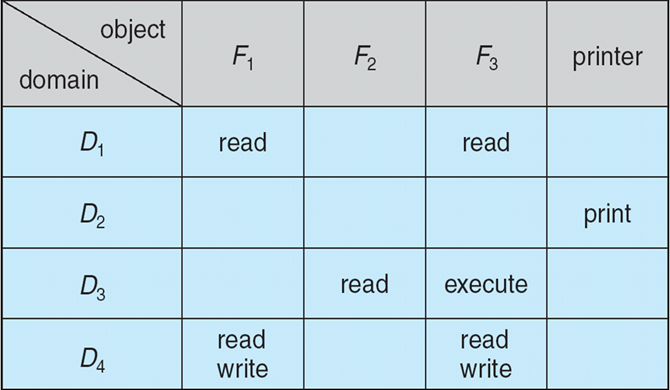 object
domain
F₁
F₂
F₃
printer
D₁
read
read
D₂
print
D₃
read
execute
D₄
read
write
read
write